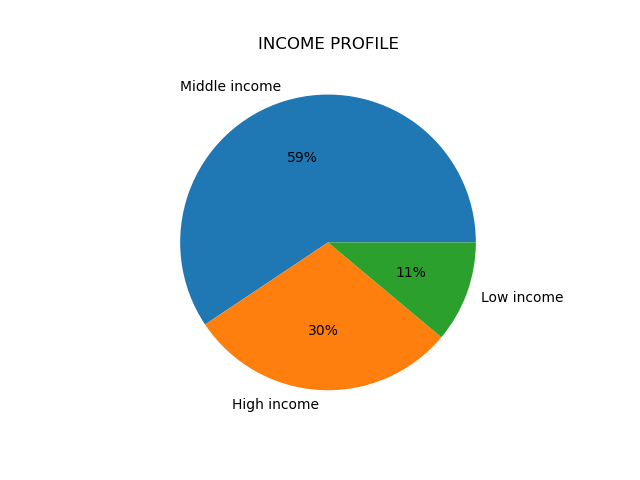 INCOME PROFILE
Middle income
59%
11%
Low income
30%
High income